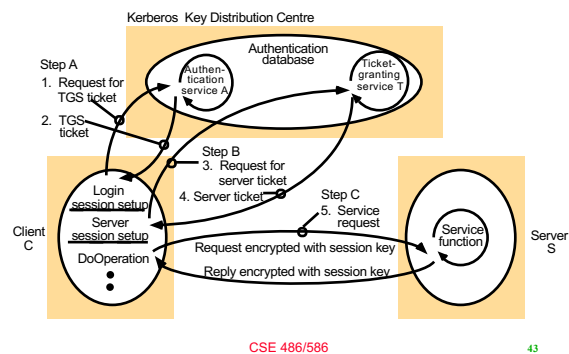 Kerberos Key Distribution Centre
Step A
1. Request for
TGS ticket
2. TGS
ticket
Authentication
database
Authen-
tication
service A
Ticket-
granting
service T
Step B
3. Request for
server ticket
4. Server ticket
Step C
5. Service
request
Login
session setup
Server
session setup
DoOperation
Client
C
Request encrypted with session key
Reply encrypted with session key
Service
function
Server
S
CSE 486/586
43